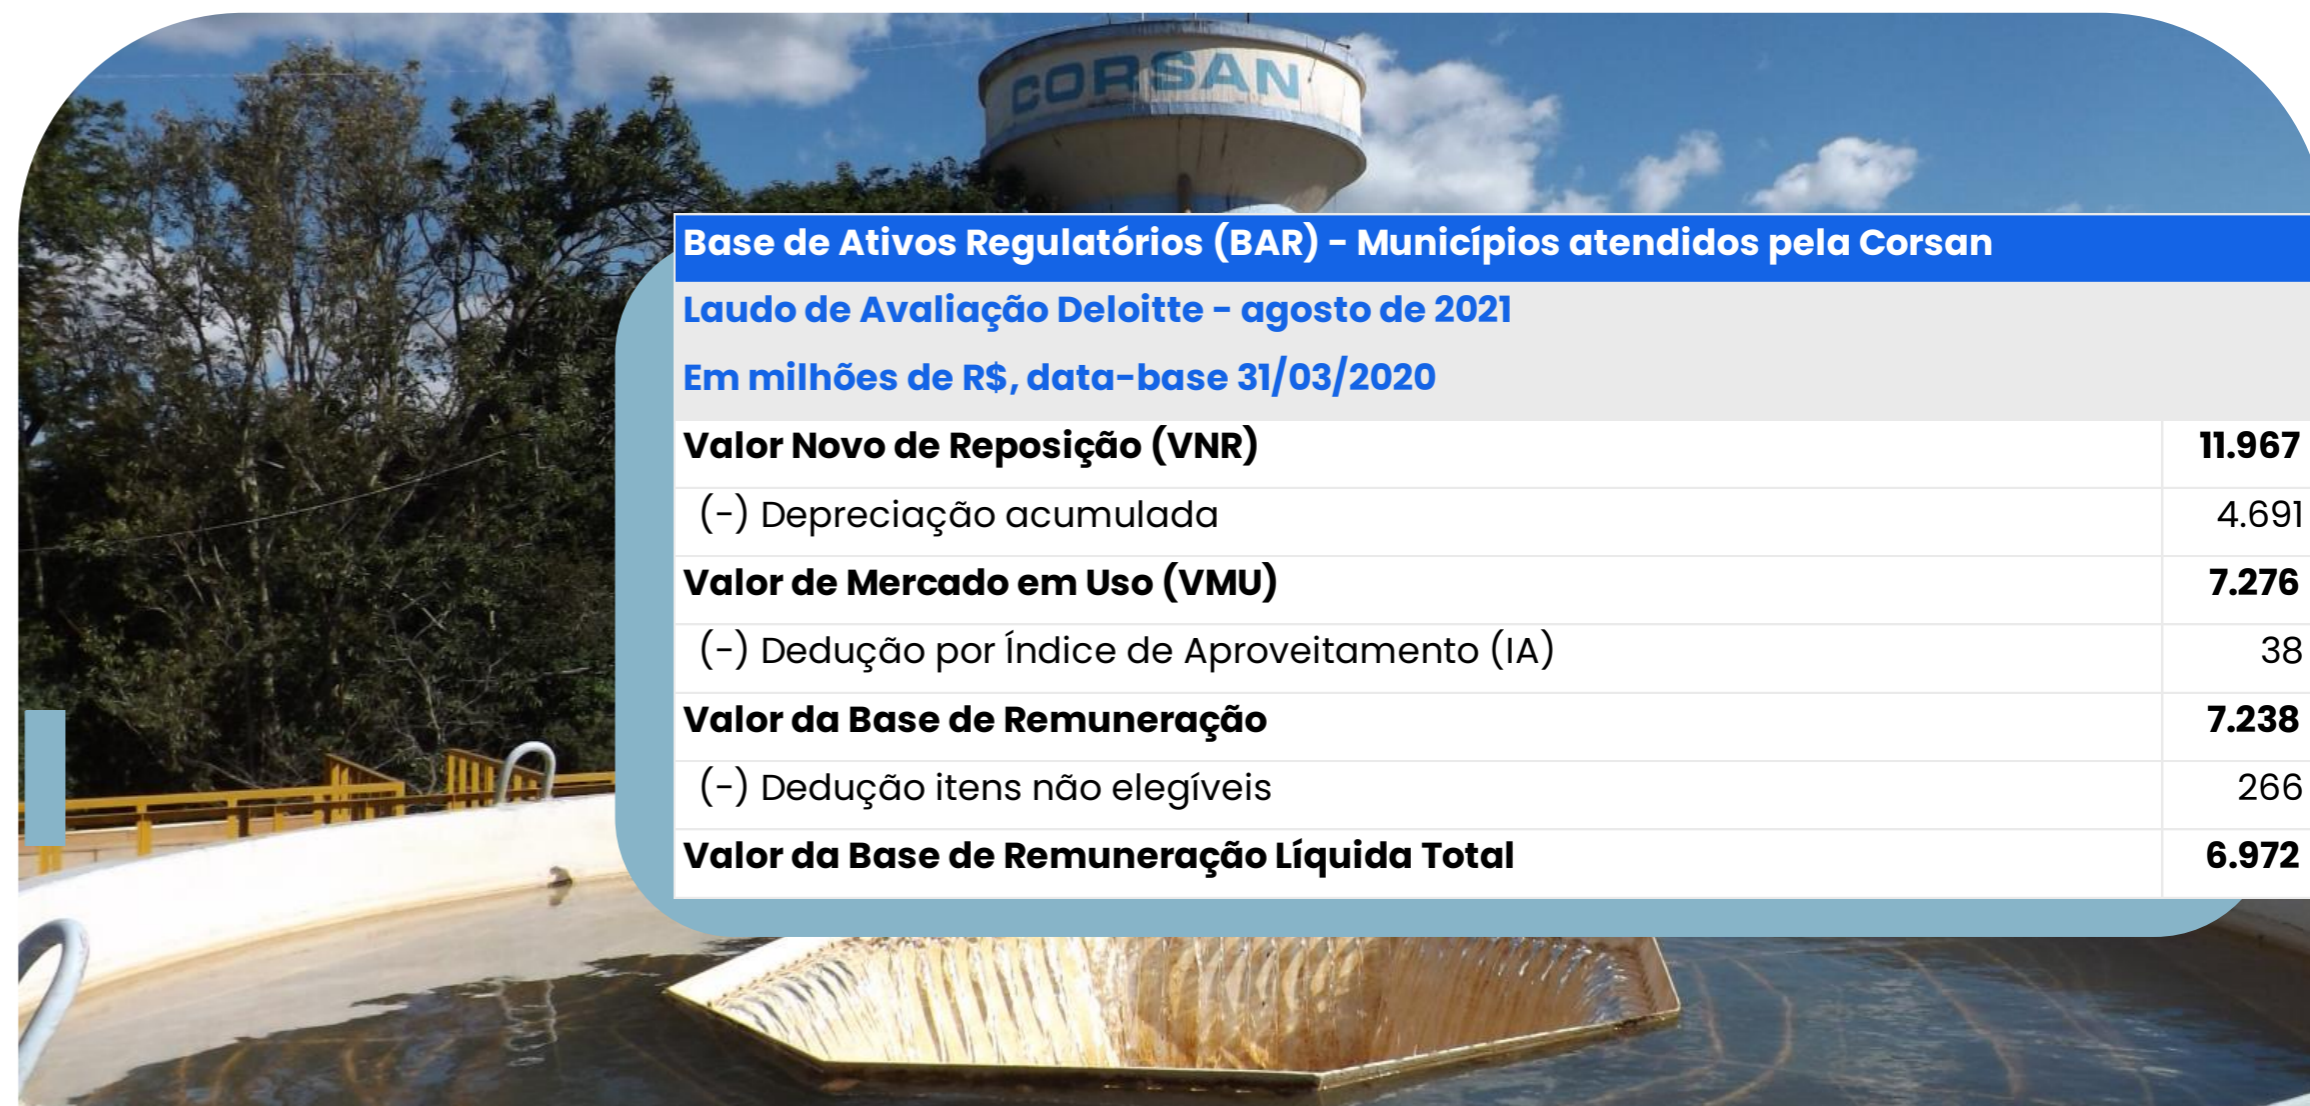 CORSAN
Base de Ativos Regulatórios (BAR) - Municípios atendidos pela Corsan
Laudo de Avaliação Deloitte - agosto de 2021
Em milhões de R$, data-base 31/03/2020
Valor Novo de Reposição (VNR) 11.967
(-) Depreciação acumulada 4.691
Valor de Mercado em Uso (VMU) 7.276
(-) Dedução por Índice de Aproveitamento (IA) 38
Valor da Base de Remuneração 7.238
(-) Dedução itens não elegíveis 266
Valor da Base de Remuneração Líquida Total 6.972